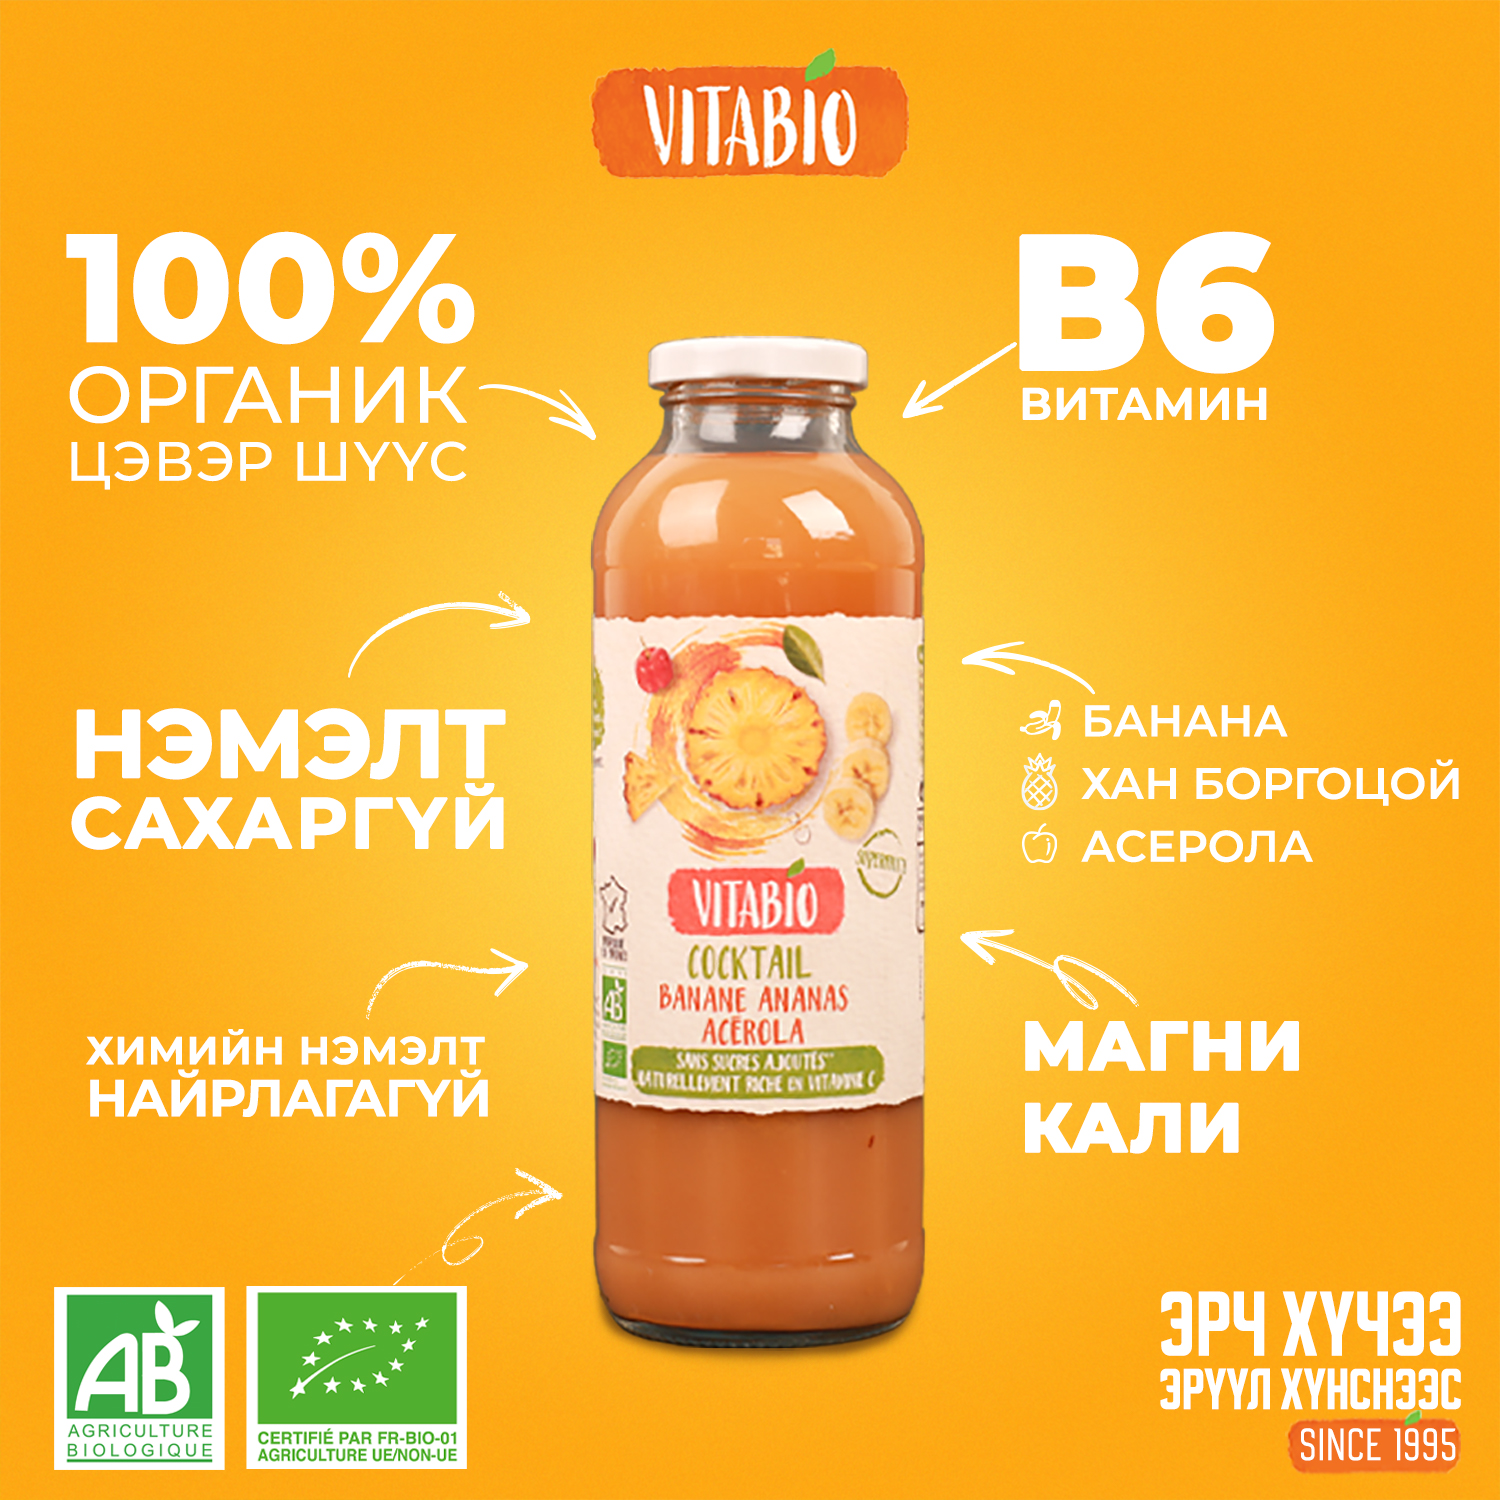 VITABIO
100%
ОРГАНИК
ЦЭВЭР ШҮҮС
B6
ВИТАМИН
НЭМЭЛТ
САХАРГҮЙ
БАНАНА
ХАН БОРГОЦОЙ
АСЕРОЛА
ХИМИЙН НЭМЭЛТ
НАЙРЛАГАГҮЙ
МАГНИ
КАЛИ
VITABIO
COCKTAIL
BANANE ANANAS
ACÉROLA
SANS SUCRES AJOUTÉS**
NATURELLEMENT RICHE EN VITAMINE C
SUPERFRUIT
AB
AB
AGRICULTURE
BIOLOGIQUE
CERTIFIÉ PAR FR-BIO-01
AGRICULTURE UE/NON-UE
ЭРЧ ХҮЧЭЭ
ЭРҮҮЛ ХҮНСНЭЭС
SINCE 1995